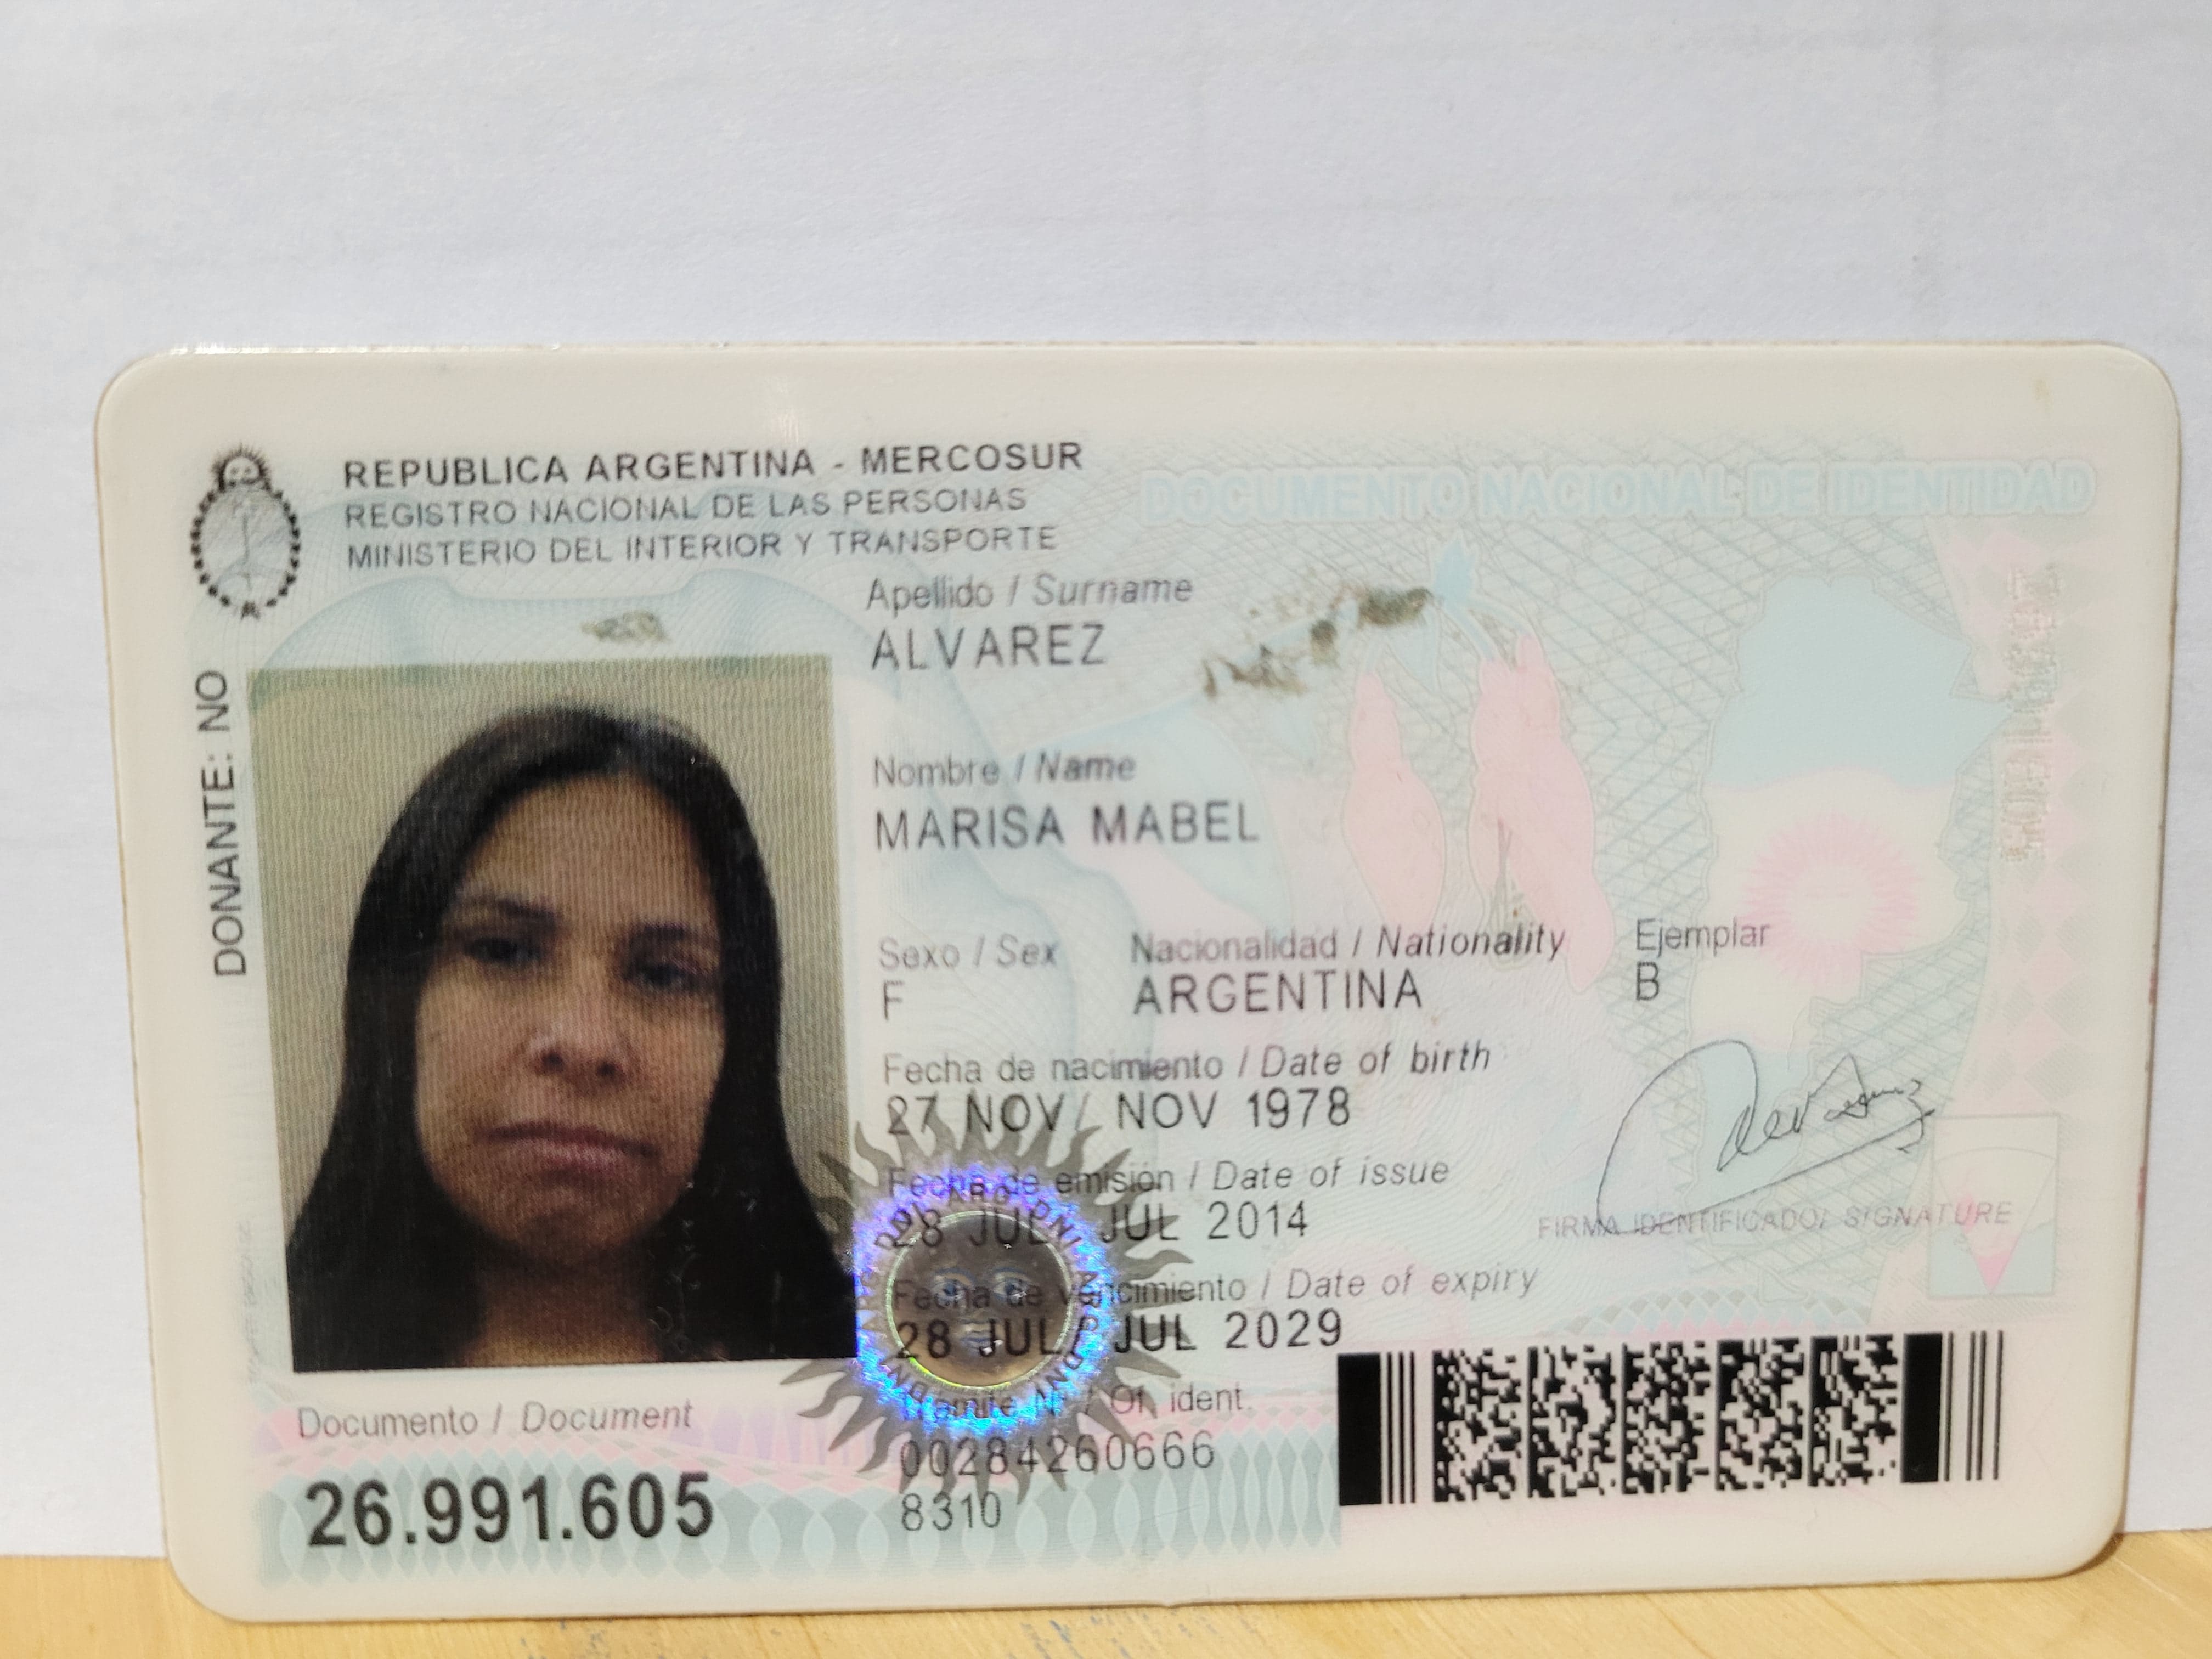 REPUBLICA ARGENTINA - MERCOSUR
REGISTRO NACIONAL DE LAS PERSONAS
MINISTERIO DEL INTERIOR Y TRANSPORTE
DOCUMENTO NACIONAL DE IDENTIDAD
Apellido / Surname
ALVAREZ
Nombre / Name
MARISA MABEL
Sexo / Sex Nacionalidad / Nationality Ejemplar
F ARGENTINA B
Fecha de nacimiento / Date of birth
27 NOV/ NOV 1978
Fecha de emisión / Date of issue
28 JUL/ JUL 2014
FIRMA IDENTIFICADO/ SIGNATURE
Fecha de vencimiento / Date of expiry
28 JUL/ JUL 2029
Trámite Nº / Of. ident.
00284260666
8310
DONANTE: NO
Documento / Document
26.991.605